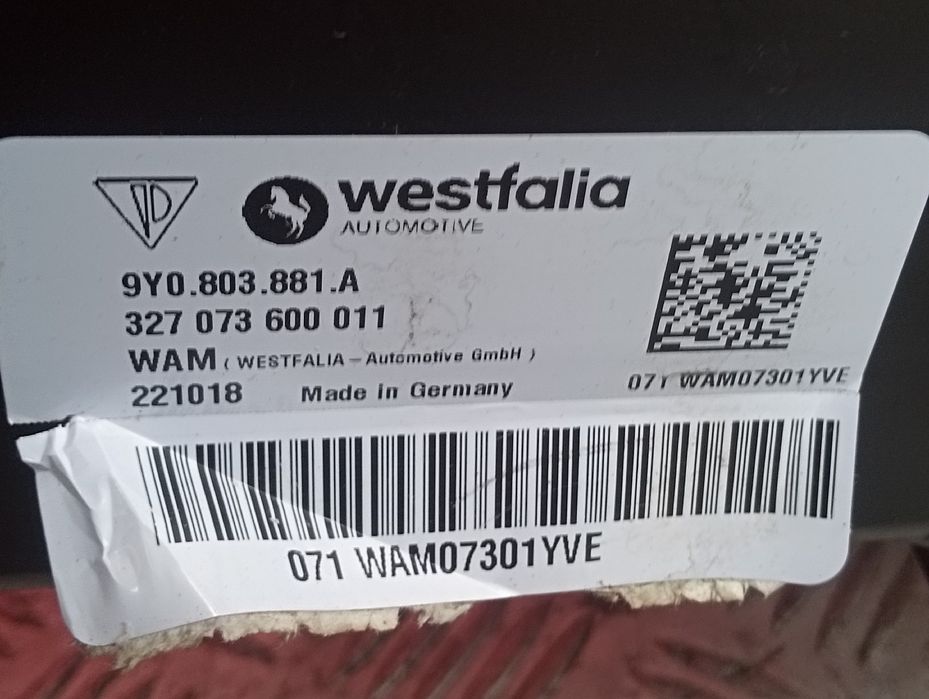 westfalia
AUTOMOTIVE
9Y0.803.881.A
327 073 600 011
WAM ( WESTFALIA – Automotive GmbH )
221018 Made in Germany
071 WAM07301YVE
071 WAM07301YVE